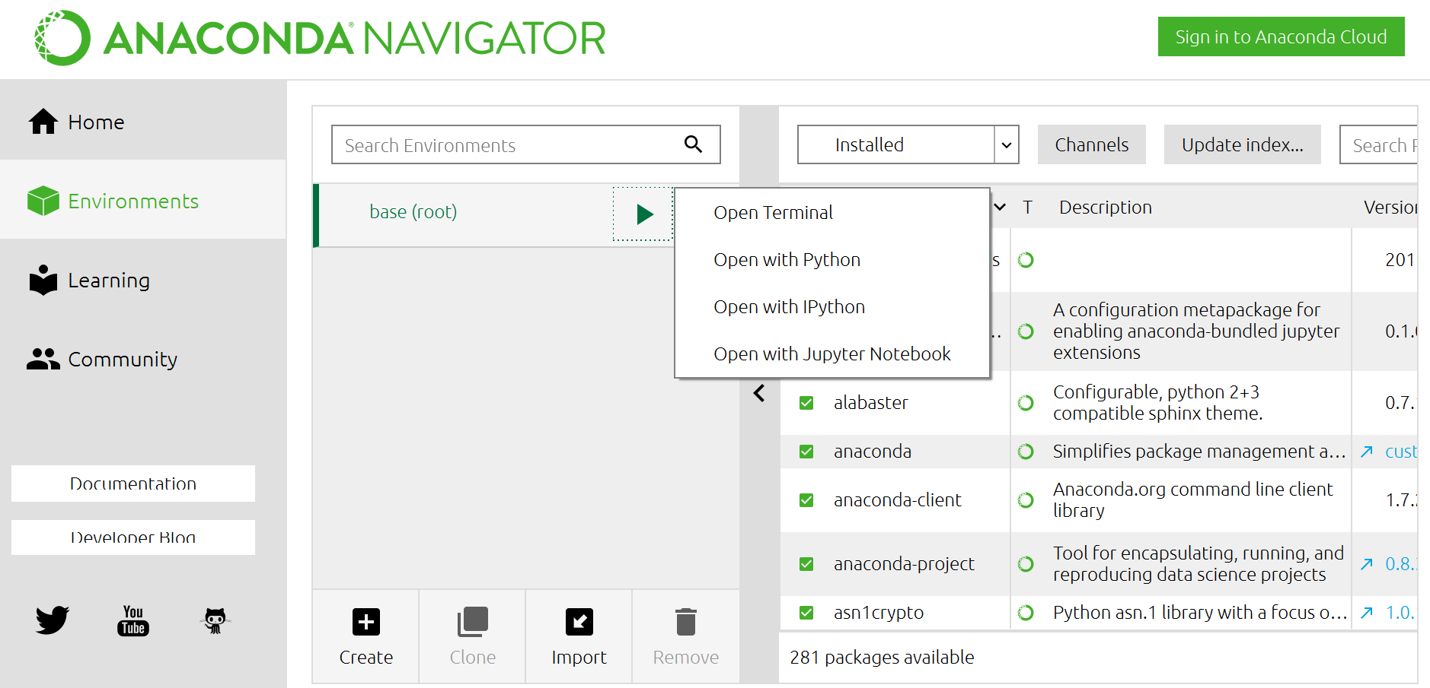 ANACONDA NAVIGATOR
Sign in to Anaconda Cloud
Home
Environments
Learning
Community
Documentation
Developer Blog
You
Tube
Search Environments
base (root)
Create
Clone
Import
Remove
Open Terminal
Open with Python
Open with IPython
Open with Jupyter Notebook
Installed
Channels
Update index...
Search
T
Description
Version
s
201
...
A configuration metapackage for
enabling anaconda-bundled jupyter
extensions
0.1.
alabaster
Configurable, python 2+3
compatible sphinx theme.
0.7.
anaconda
Simplifies package management a...
cust
anaconda-client
Anaconda.org command line client
library
1.7.
anaconda-project
Tool for encapsulating, running, and
reproducing data science projects
0.8.
asn1crypto
Python asn.1 library with a focus o...
1.0.
281 packages available